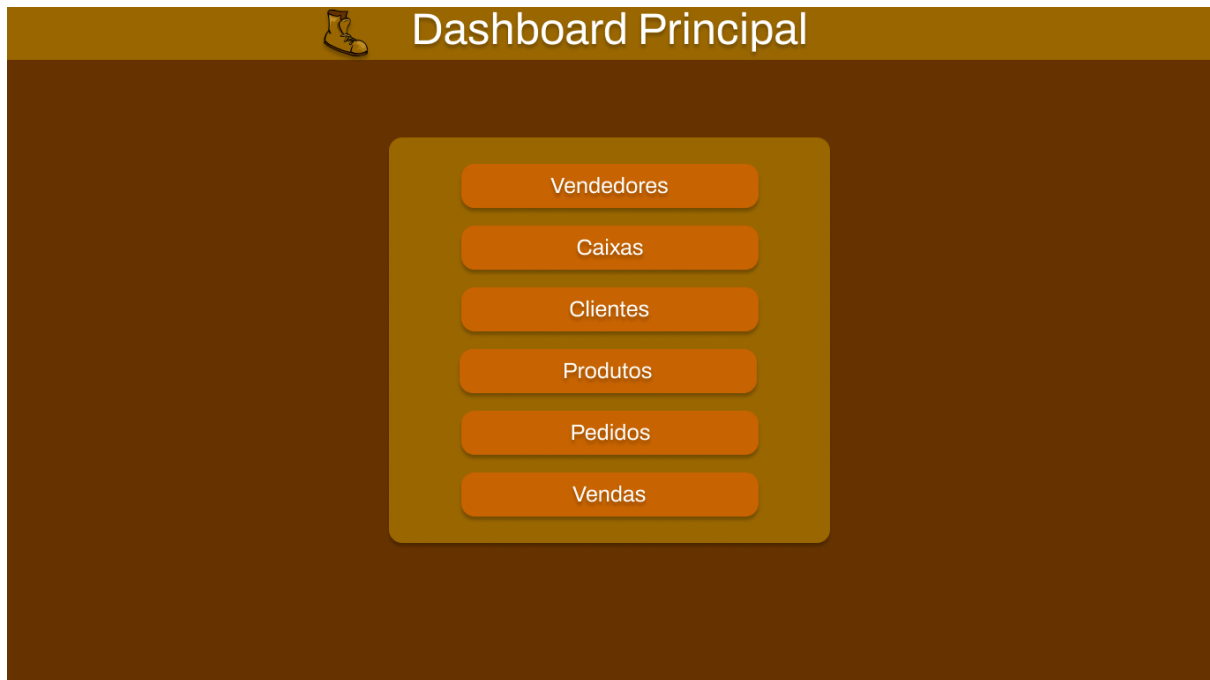 Dashboard Principal
Vendedores
Caixas
Clientes
Produtos
Pedidos
Vendas